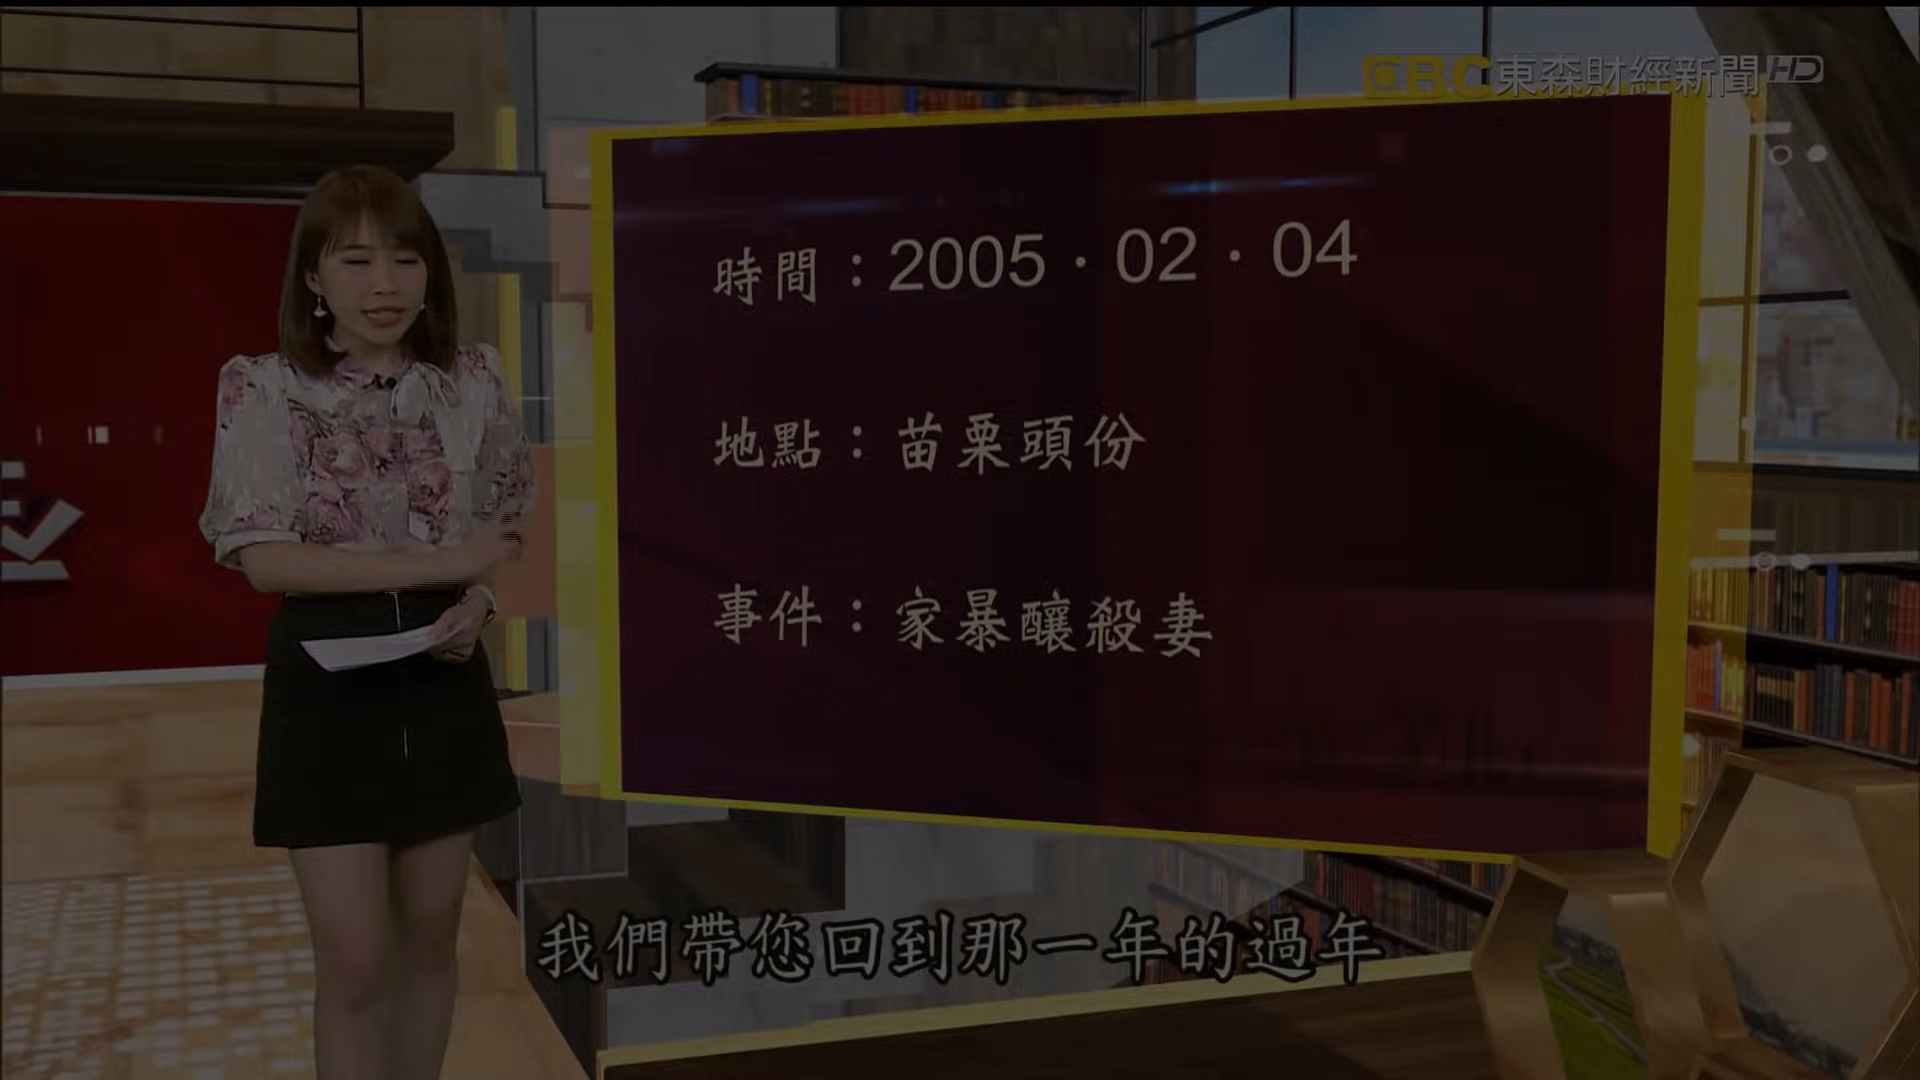 EBC東森財經新聞HD
時間：2005．02．04
地點：苗栗頭份
事件：家暴釀殺妻
我們帶您回到那一年的過年